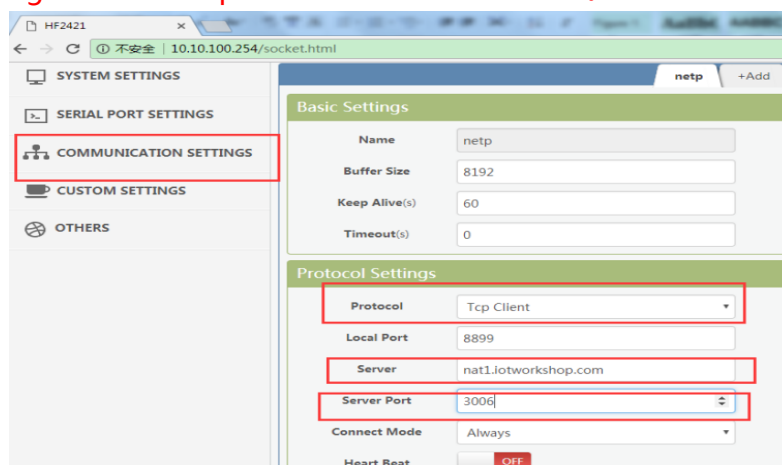 HF2421
不安全 | 10.10.100.254/socket.html
SYSTEM SETTINGS
SERIAL PORT SETTINGS
COMMUNICATION SETTINGS
CUSTOM SETTINGS
OTHERS
netp
+Add
Basic Settings
Name netp
Buffer Size 8192
Keep Alive(s) 60
Timeout(s) 0
Protocol Settings
Protocol Tcp Client
Local Port 8899
Server nat1.iotworkshop.com
Server Port 3006
Connect Mode Always
Heart Beat OFF